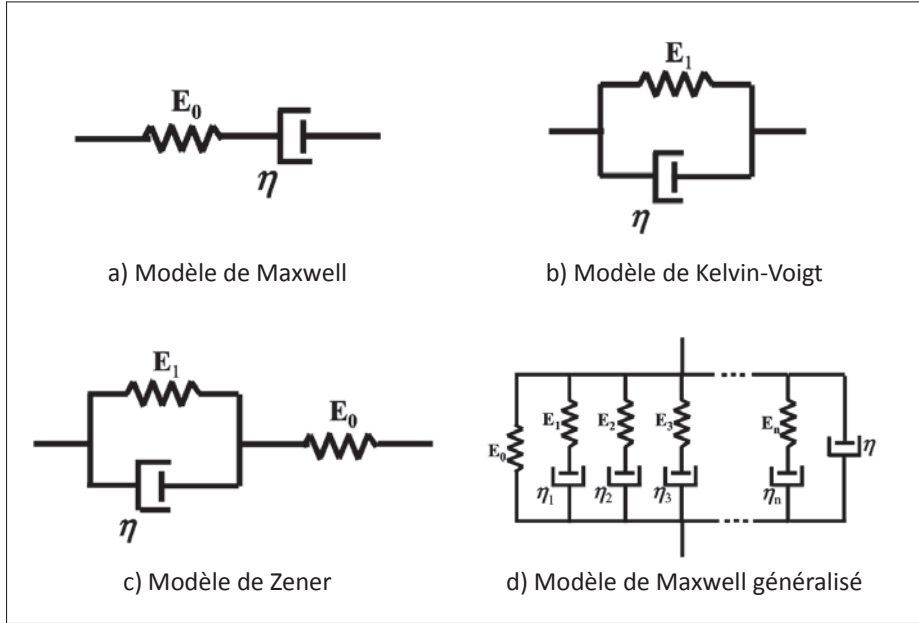 E₀
η
a) Modèle de Maxwell
E₁
η
b) Modèle de Kelvin-Voigt
E₁
E₀
η
c) Modèle de Zener
E₀ E₁ E₂ E₃ Eₙ η
η₁ η₂ η₃ ηₙ
d) Modèle de Maxwell généralisé